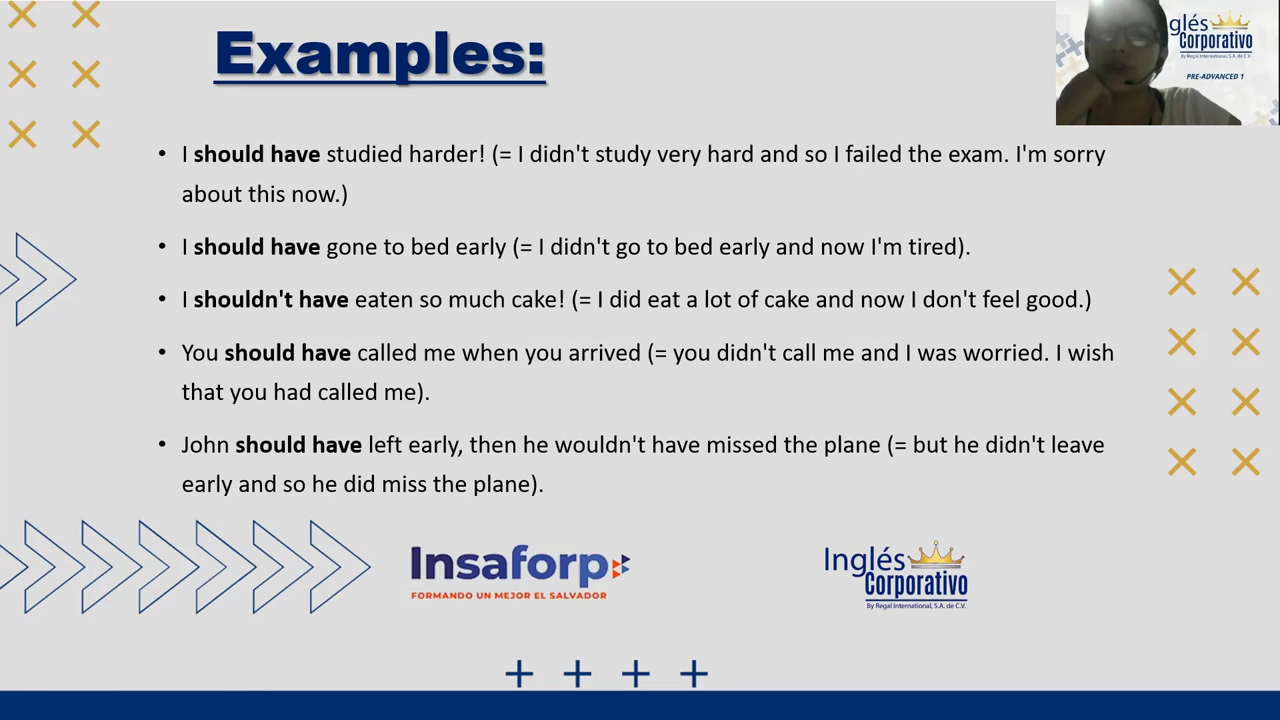 Examples:
glés
Corporativo
By Regal International, S.A. de C.V.
PRE-ADVANCED 1
• I should have studied harder! (= I didn't study very hard and so I failed the exam. I'm sorry
about this now.)
• I should have gone to bed early (= I didn't go to bed early and now I'm tired).
• I shouldn't have eaten so much cake! (= I did eat a lot of cake and now I don't feel good.)
• You should have called me when you arrived (= you didn't call me and I was worried. I wish
that you had called me).
• John should have left early, then he wouldn't have missed the plane (= but he didn't leave
early and so he did miss the plane).
Insaforp
FORMANDO UN MEJOR EL SALVADOR
Inglés
Corporativo
By Regal International, S.A. de C.V.